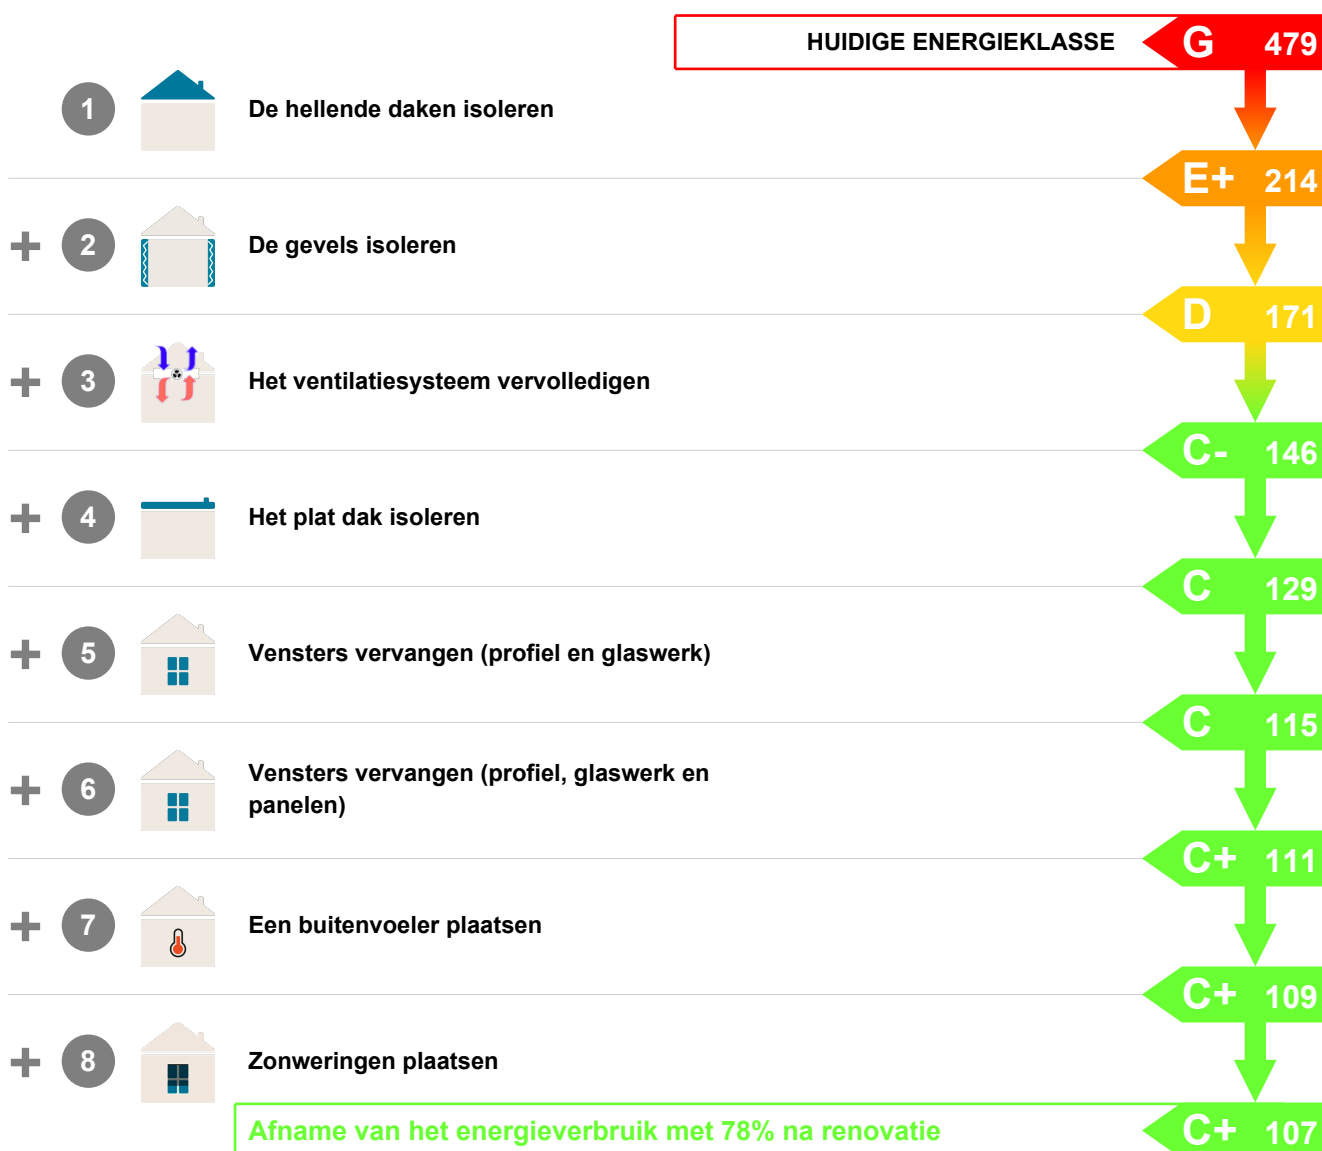 HUIDIGE ENERGIEKLASSE G 479
1 De hellende daken isoleren
E+ 214
+ 2 De gevels isoleren
D 171
+ 3 Het ventilatiesysteem vervolledigen
C- 146
+ 4 Het plat dak isoleren
C 129
+ 5 Vensters vervangen (profiel en glaswerk)
C 115
+ 6 Vensters vervangen (profiel, glaswerk en
panelen)
C+ 111
+ 7 Een buitenvoeler plaatsen
C+ 109
+ 8 Zonweringen plaatsen
Afname van het energieverbruik met 78% na renovatie C+ 107